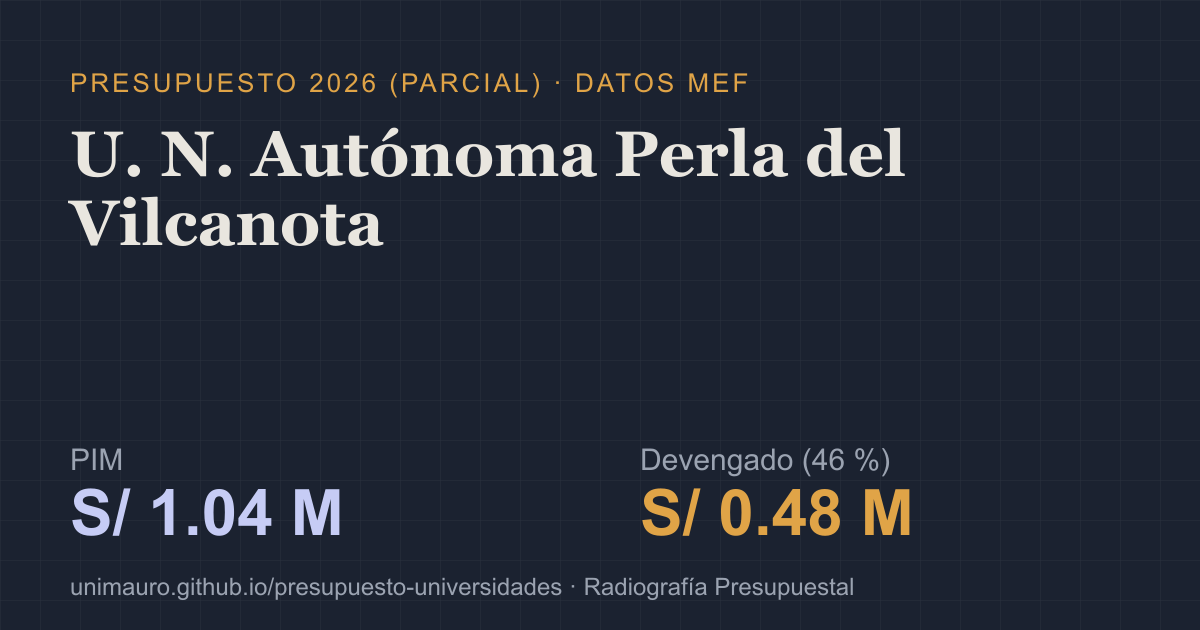 PRESUPUESTO 2026 (PARCIAL) · DATOS MEF
U. N. Autónoma Perla del
Vilcanota
PIM
S/ 1.04 M
Devengado (46 %)
S/ 0.48 M
unimauro.github.io/presupuesto-universidades · Radiografía Presupuestal